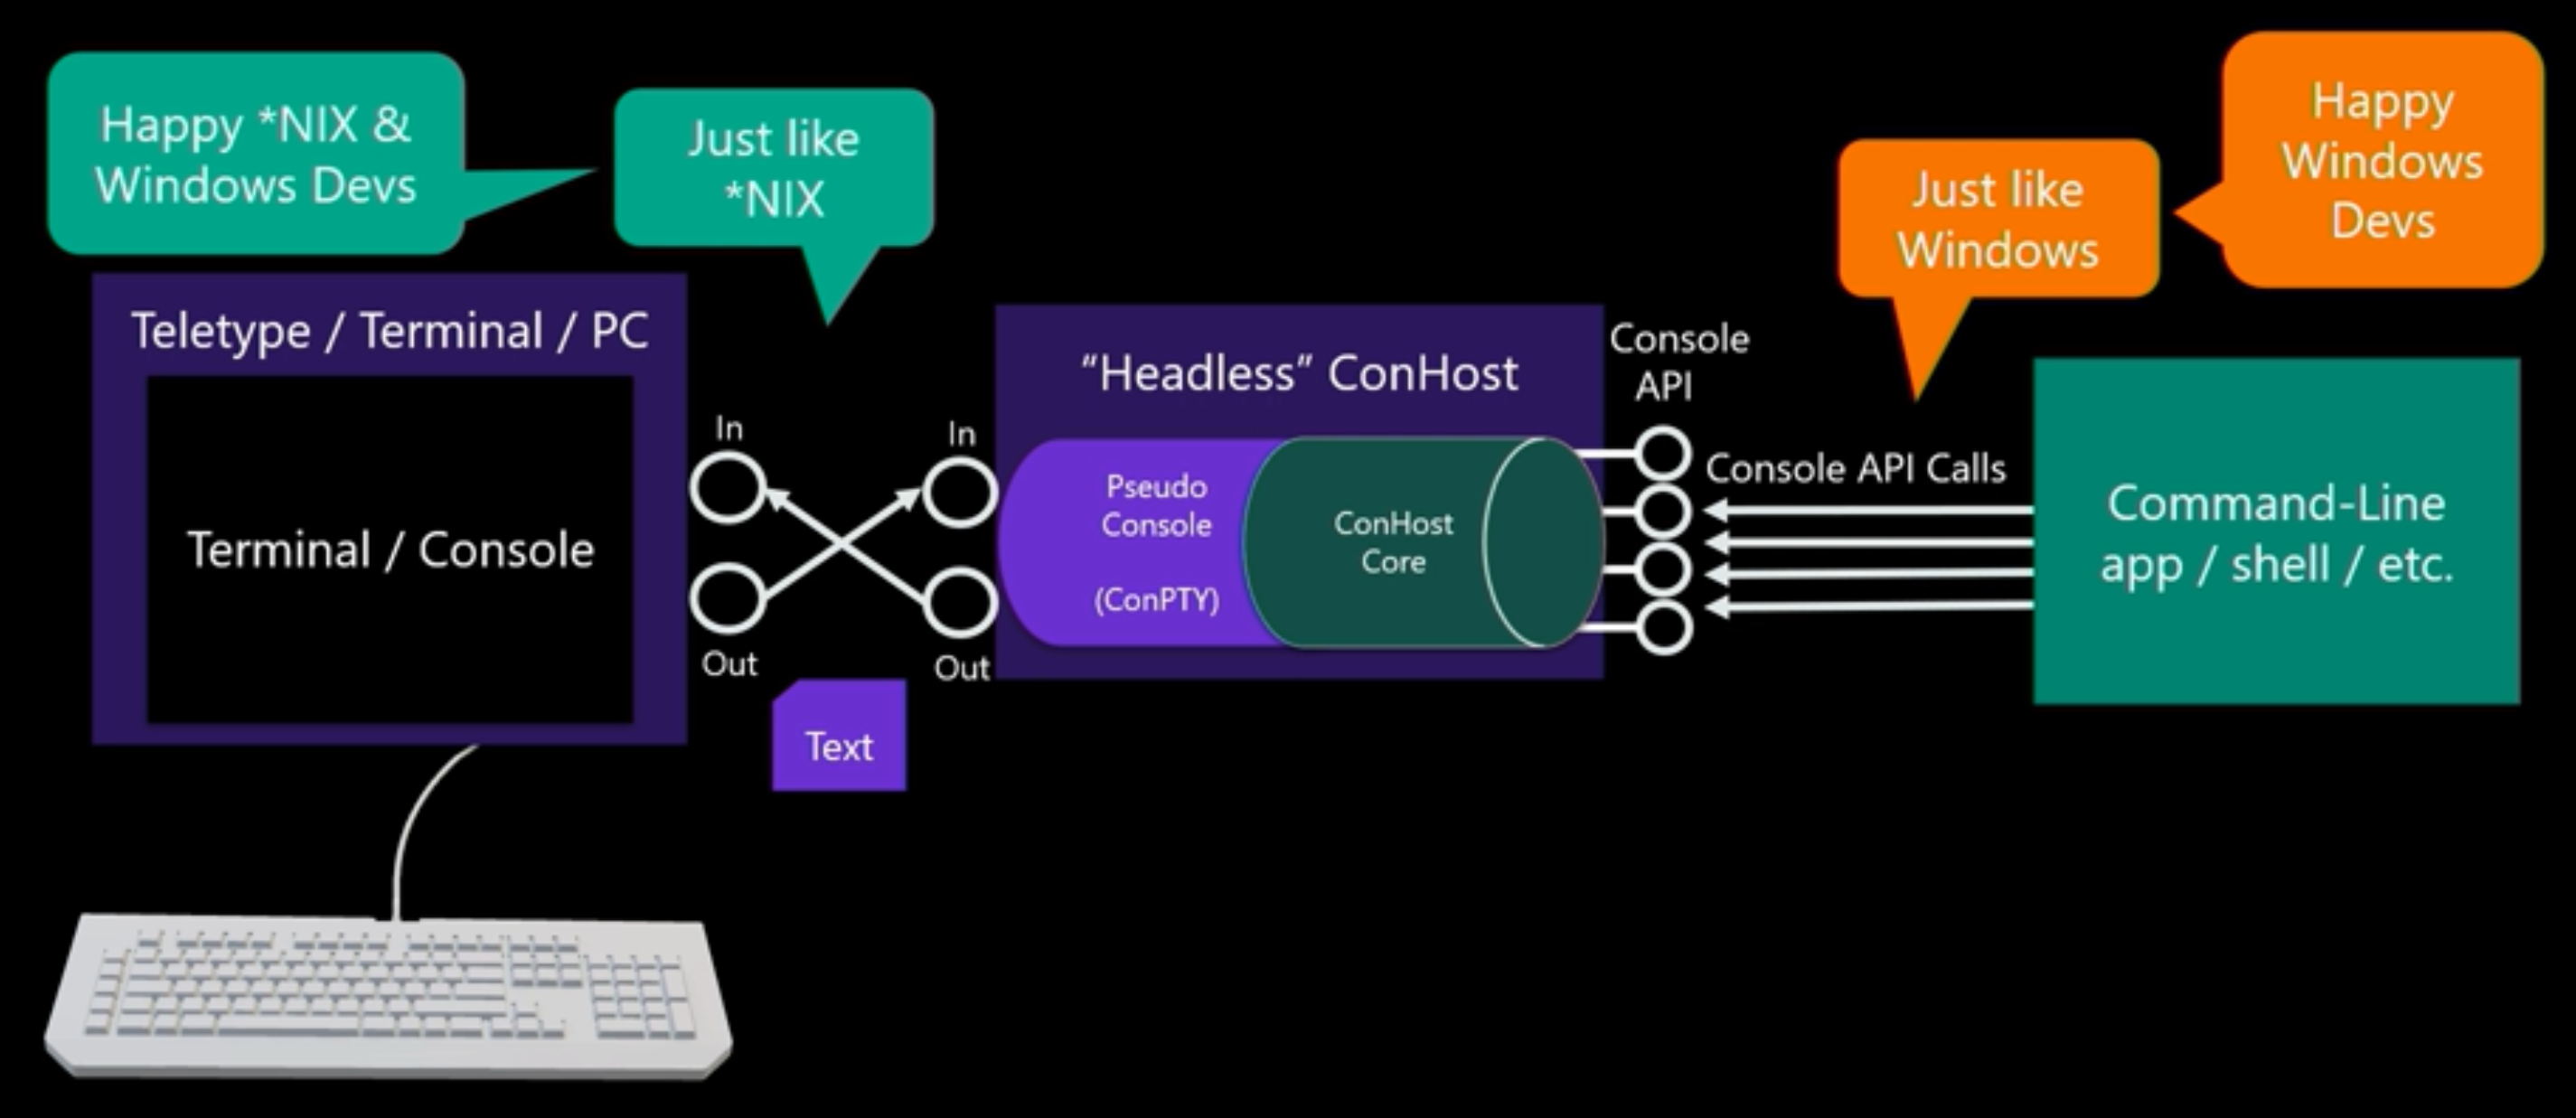 Happy *NIX &
Windows Devs
Just like
*NIX
Just like
Windows
Happy
Windows
Devs
Teletype / Terminal / PC
Terminal / Console
In
Out
In
Out
Text
“Headless” ConHost
Pseudo
Console
(ConPTY)
ConHost
Core
Console
API
Console API Calls
Command-Line
app / shell / etc.